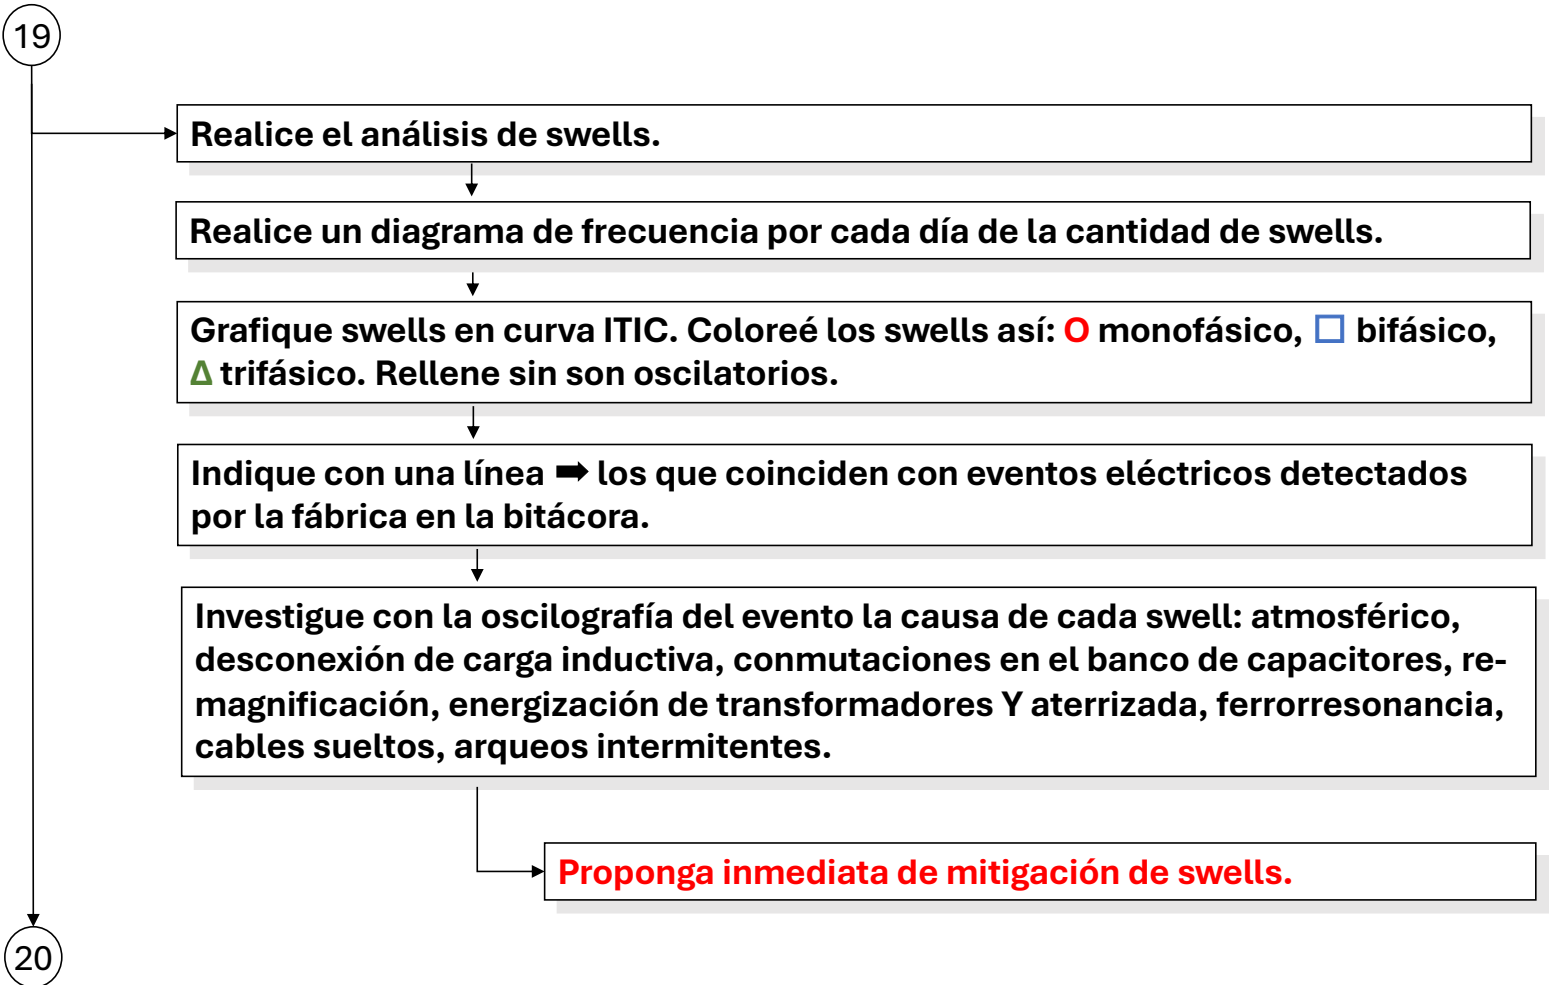 19
Realice el análisis de swells.
Realice un diagrama de frecuencia por cada día de la cantidad de swells.
Grafique swells en curva ITIC. Coloreé los swells así: O monofásico, □ bifásico,
Δ trifásico. Rellene sin son oscilatorios.
Indique con una línea ➡ los que coinciden con eventos eléctricos detectados
por la fábrica en la bitácora.
Investigue con la oscilografía del evento la causa de cada swell: atmosférico,
desconexión de carga inductiva, conmutaciones en el banco de capacitores, re-
magnificación, energización de transformadores Y aterrizada, ferrorresonancia,
cables sueltos, arqueos intermitentes.
Proponga inmediata de mitigación de swells.
20